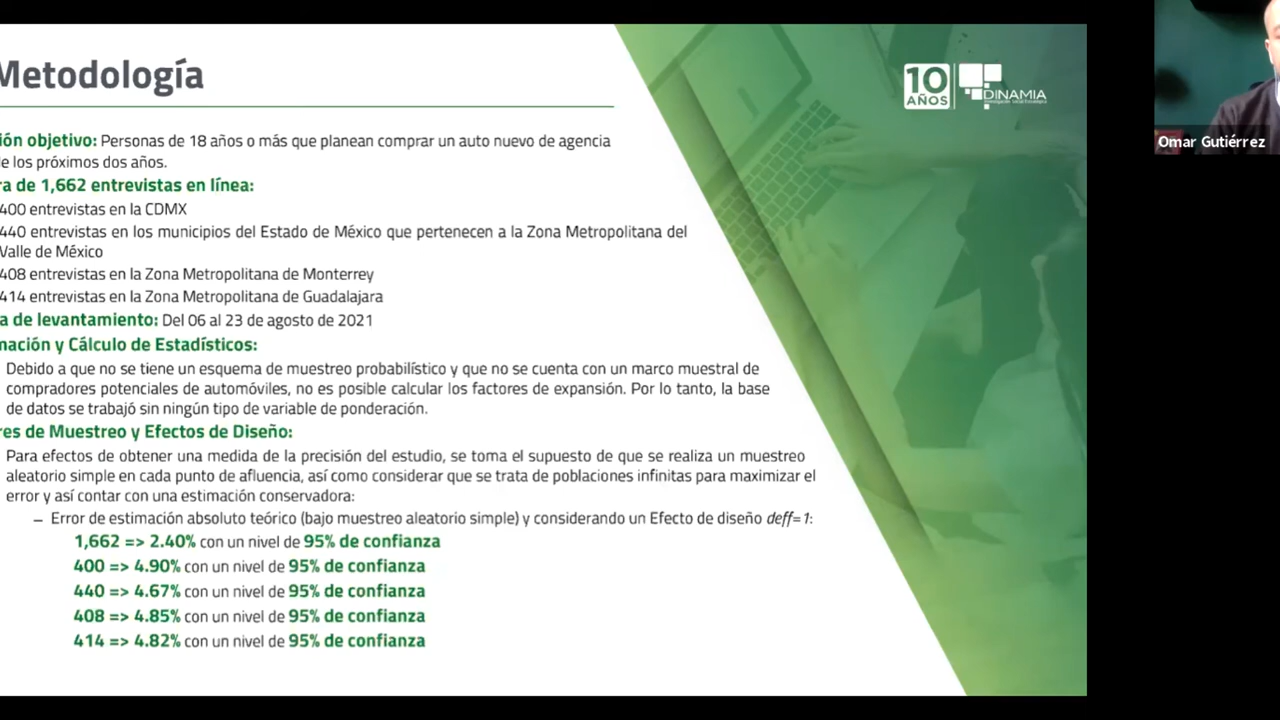 Metodología
10
AÑOS
DINAMIA
Omar Gutiérrez
ión objetivo: Personas de 18 años o más que planean comprar un auto nuevo de agencia
e los próximos dos años.
ra de 1,662 entrevistas en línea:
400 entrevistas en la CDMX
440 entrevistas en los municipios del Estado de México que pertenecen a la Zona Metropolitana del
Valle de México
408 entrevistas en la Zona Metropolitana de Monterrey
414 entrevistas en la Zona Metropolitana de Guadalajara
a de levantamiento: Del 06 al 23 de agosto de 2021
mación y Cálculo de Estadísticos:
Debido a que no se tiene un esquema de muestreo probabilístico y que no se cuenta con un marco muestral de
compradores potenciales de automóviles, no es posible calcular los factores de expansión. Por lo tanto, la base
de datos se trabajó sin ningún tipo de variable de ponderación.
res de Muestreo y Efectos de Diseño:
Para efectos de obtener una medida de la precisión del estudio, se toma el supuesto de que se realiza un muestreo
aleatorio simple en cada punto de afluencia, así como considerar que se trata de poblaciones infinitas para maximizar el
error y así contar con una estimación conservadora:
– Error de estimación absoluto teórico (bajo muestreo aleatorio simple) y considerando un Efecto de diseño deff=1:
1,662 => 2.40% con un nivel de 95% de confianza
400 => 4.90% con un nivel de 95% de confianza
440 => 4.67% con un nivel de 95% de confianza
408 => 4.85% con un nivel de 95% de confianza
414 => 4.82% con un nivel de 95% de confianza